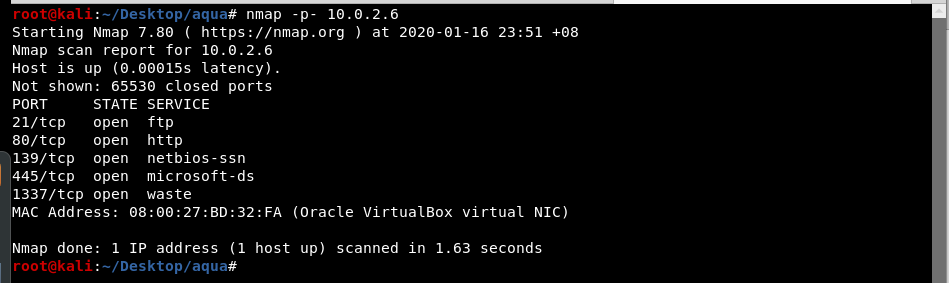 root@kali:~/Desktop/aqua# nmap -p- 10.0.2.6
Starting Nmap 7.80 ( https://nmap.org ) at 2020-01-16 23:51 +08
Nmap scan report for 10.0.2.6
Host is up (0.00015s latency).
Not shown: 65530 closed ports
PORT     STATE SERVICE
21/tcp   open  ftp
80/tcp   open  http
139/tcp  open  netbios-ssn
445/tcp  open  microsoft-ds
1337/tcp open  waste
MAC Address: 08:00:27:BD:32:FA (Oracle VirtualBox virtual NIC)
Nmap done: 1 IP address (1 host up) scanned in 1.63 seconds
root@kali:~/Desktop/aqua#